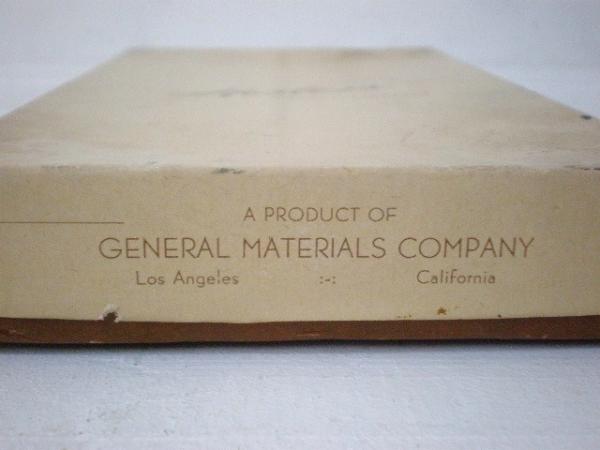 A PRODUCT OF
GENERAL MATERIALS COMPANY
Los Angeles :-: California